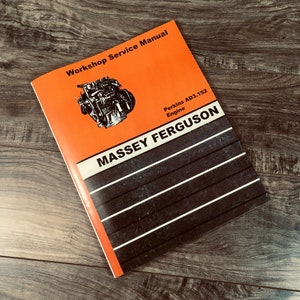 Workshop Service Manual
Perkins AD3.152
Engine
MASSEY FERGUSON